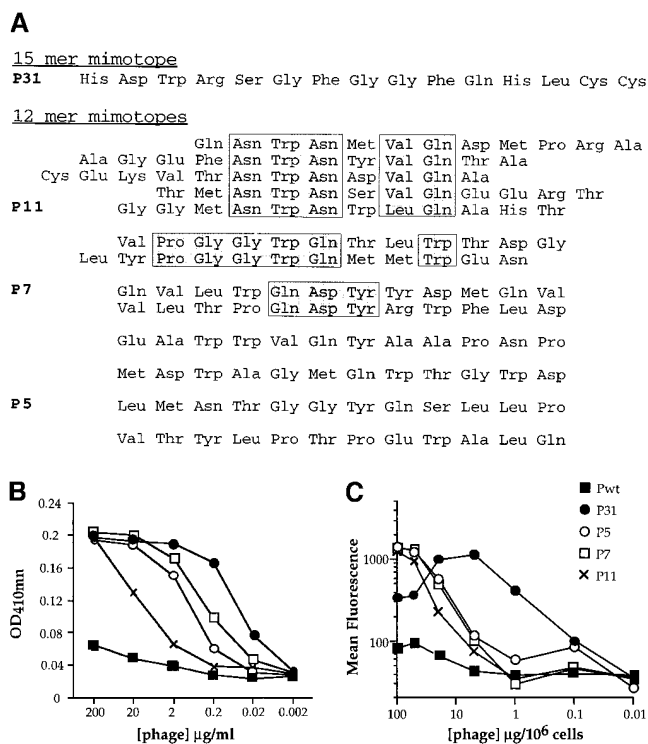 A
15 mer mimotope
P31 His Asp Trp Arg Ser Gly Phe Gly Gly Phe Gln His Leu Cys Cys
12 mer mimotopes
Gln Asn Trp Asn Met Val Gln Asp Met Pro Arg Ala
Ala Gly Glu Phe Asn Trp Asn Tyr Val Gln Thr Ala
Cys Glu Lys Val Thr Asn Trp Asn Asp Val Gln Ala
Thr Met Asn Trp Asn Ser Val Gln Glu Glu Arg Thr
P11 Gly Gly Met Asn Trp Asn Trp Leu Gln Ala His Thr
Val Pro Gly Gly Trp Gln Thr Leu Trp Thr Asp Gly
Leu Tyr Pro Gly Gly Trp Gln Met Met Trp Glu Asn
P7 Gln Val Leu Trp Gln Asp Tyr Tyr Asp Met Gln Val
Val Leu Thr Pro Gln Asp Tyr Arg Trp Phe Leu Asp
Glu Ala Trp Trp Val Gln Tyr Ala Ala Pro Asn Pro
Met Asp Trp Ala Gly Met Gln Trp Thr Gly Trp Asp
P5 Leu Met Asn Thr Gly Gly Tyr Gln Ser Leu Leu Pro
Val Thr Tyr Leu Pro Thr Pro Glu Trp Ala Leu Gln
B
OD410mn
0.24
0.2
0.16
0.12
0.08
0.04
0
200 20 2 0.2 0.02 0.002
[phage] µg/ml
C
Mean Fluorescence
1000
100
100 10 1 0.1 0.01
[phage] µg/10⁶ cells
Pwt
P31
P5
P7
P11